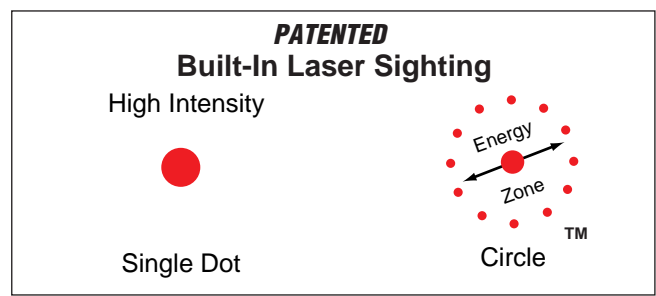 PATENTED
Built-In Laser Sighting
High Intensity
Energy
Zone
TM
Single Dot
Circle